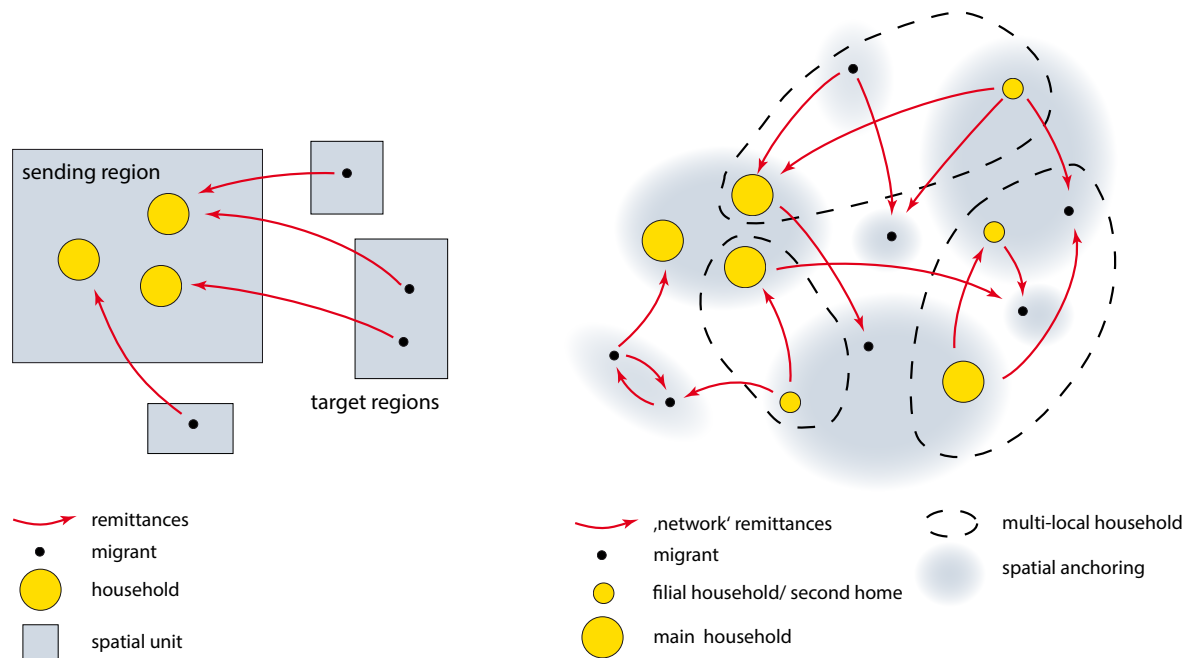 sending region
target regions
remittances
migrant
household
spatial unit
‚network‘ remittances
migrant
filial household/ second home
main household
multi-local household
spatial anchoring